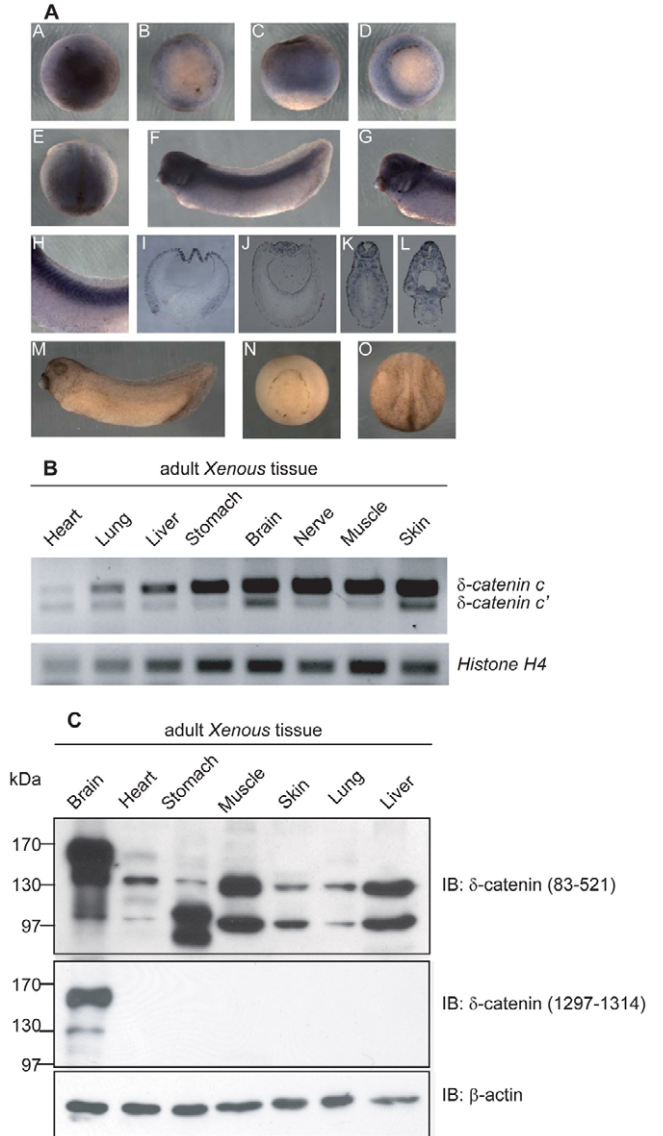 A
A B C D
E F G
H I J K L
M N O
B
adult Xenous tissue
Heart Lung Liver Stomach Brain Nerve Muscle Skin
δ-catenin c
δ-catenin c’
Histone H4
C
adult Xenous tissue
kDa
Brain Heart Stomach Muscle Skin Lung Liver
170
130
97
IB: δ-catenin (83-521)
170
130
97
IB: δ-catenin (1297-1314)
IB: β-actin